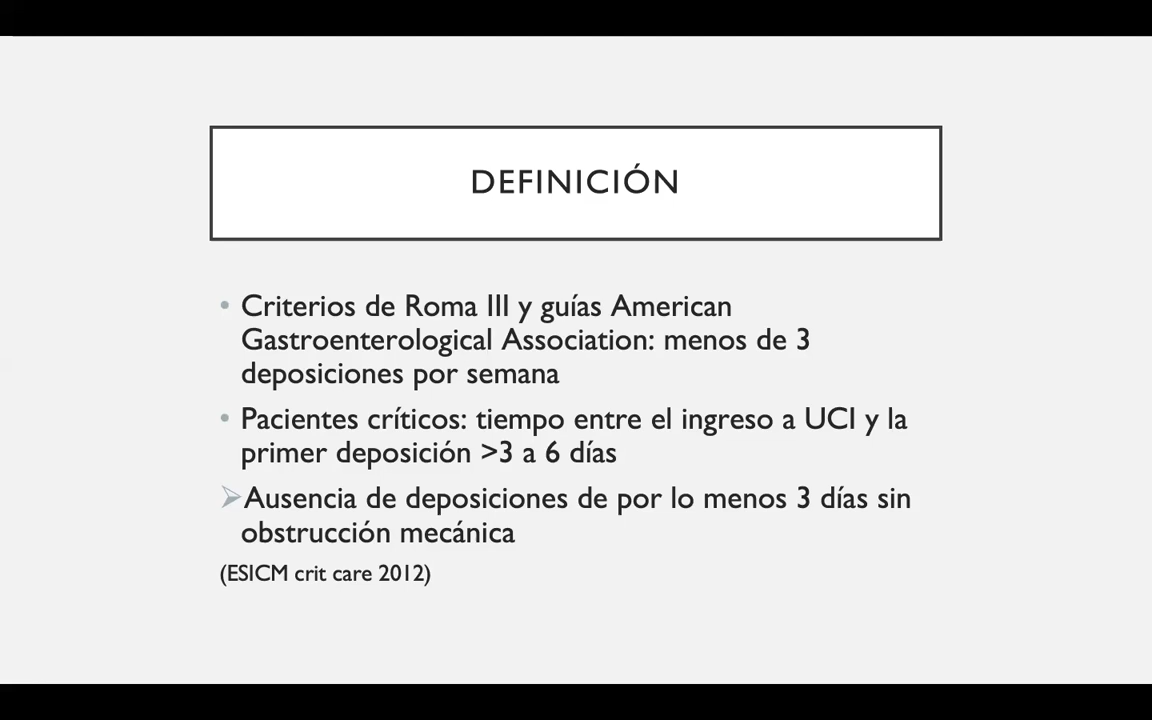 DEFINICIÓN
• Criterios de Roma III y guías American
Gastroenterological Association: menos de 3
deposiciones por semana
• Pacientes críticos: tiempo entre el ingreso a UCI y la
primer deposición >3 a 6 días
➢Ausencia de deposiciones de por lo menos 3 días sin
obstrucción mecánica
(ESICM crit care 2012)